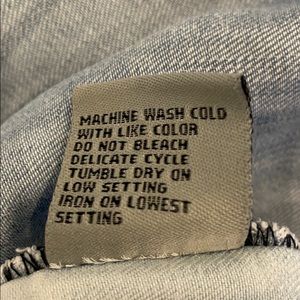 MACHINE WASH COLD
WITH LIKE COLOR
DO NOT BLEACH
DELICATE CYCLE
TUMBLE DRY ON
LOW SETTING
IRON ON LOWEST
SETTING